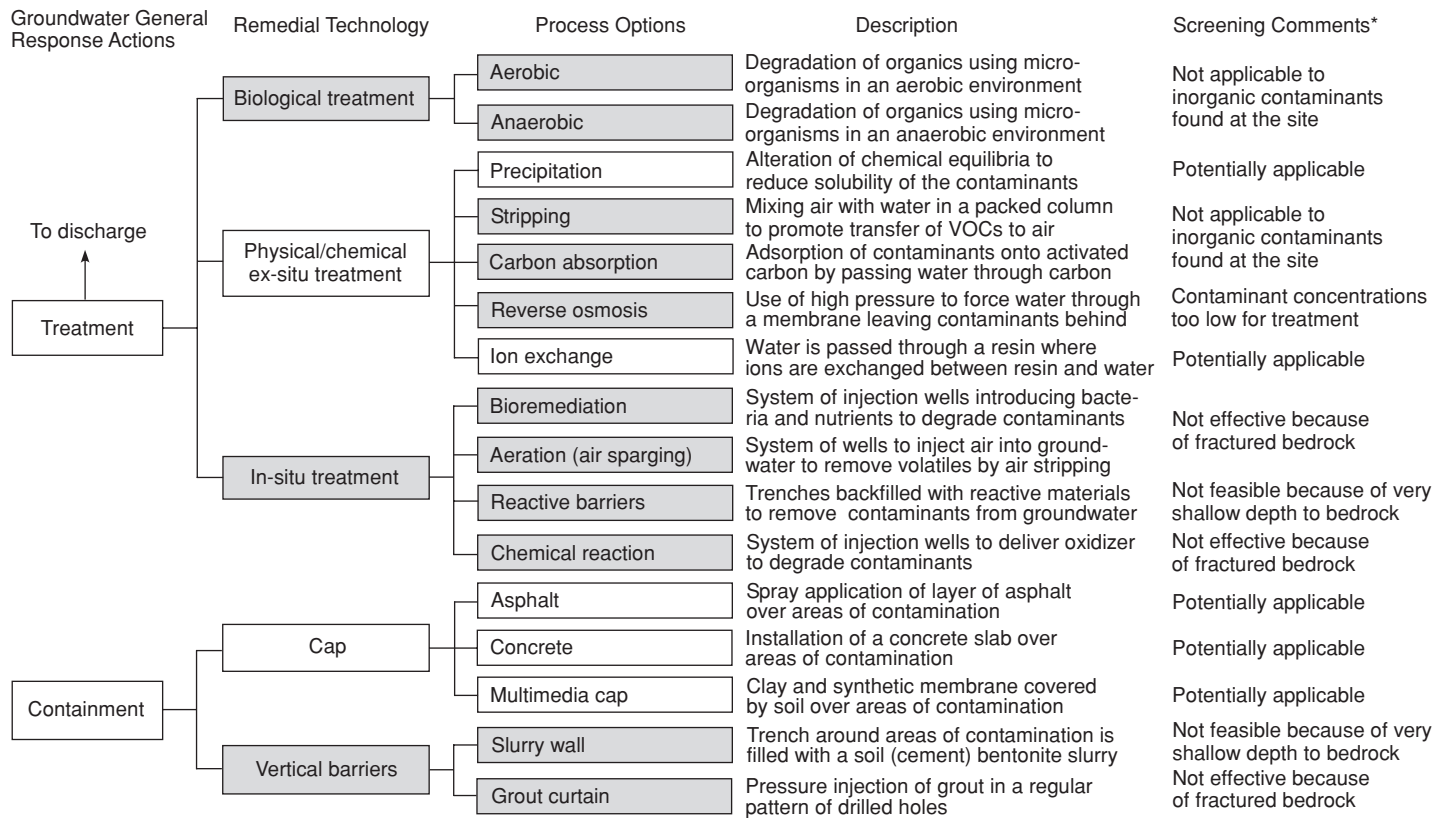 Groundwater General
Response Actions
Remedial Technology
Process Options
Description
Screening Comments*
To discharge
Treatment
Biological treatment
Aerobic
Degradation of organics using micro-
organisms in an aerobic environment
Not applicable to
inorganic contaminants
found at the site
Anaerobic
Degradation of organics using micro-
organisms in an anaerobic environment
Physical/chemical
ex-situ treatment
Precipitation
Alteration of chemical equilibria to
reduce solubility of the contaminants
Potentially applicable
Stripping
Mixing air with water in a packed column
to promote transfer of VOCs to air
Not applicable to
inorganic contaminants
found at the site
Carbon absorption
Adsorption of contaminants onto activated
carbon by passing water through carbon
Reverse osmosis
Use of high pressure to force water through
a membrane leaving contaminants behind
Contaminant concentrations
too low for treatment
Ion exchange
Water is passed through a resin where
ions are exchanged between resin and water
Potentially applicable
In-situ treatment
Bioremediation
System of injection wells introducing bacte-
ria and nutrients to degrade contaminants
Not effective because
of fractured bedrock
Aeration (air sparging)
System of wells to inject air into ground-
water to remove volatiles by air stripping
Reactive barriers
Trenches backfilled with reactive materials
to remove contaminants from groundwater
Not feasible because of very
shallow depth to bedrock
Chemical reaction
System of injection wells to deliver oxidizer
to degrade contaminants
Not effective because
of fractured bedrock
Containment
Cap
Asphalt
Spray application of layer of asphalt
over areas of contamination
Potentially applicable
Concrete
Installation of a concrete slab over
areas of contamination
Potentially applicable
Multimedia cap
Clay and synthetic membrane covered
by soil over areas of contamination
Potentially applicable
Vertical barriers
Slurry wall
Trench around areas of contamination is
filled with a soil (cement) bentonite slurry
Not feasible because of very
shallow depth to bedrock
Grout curtain
Pressure injection of grout in a regular
pattern of drilled holes
Not effective because
of fractured bedrock